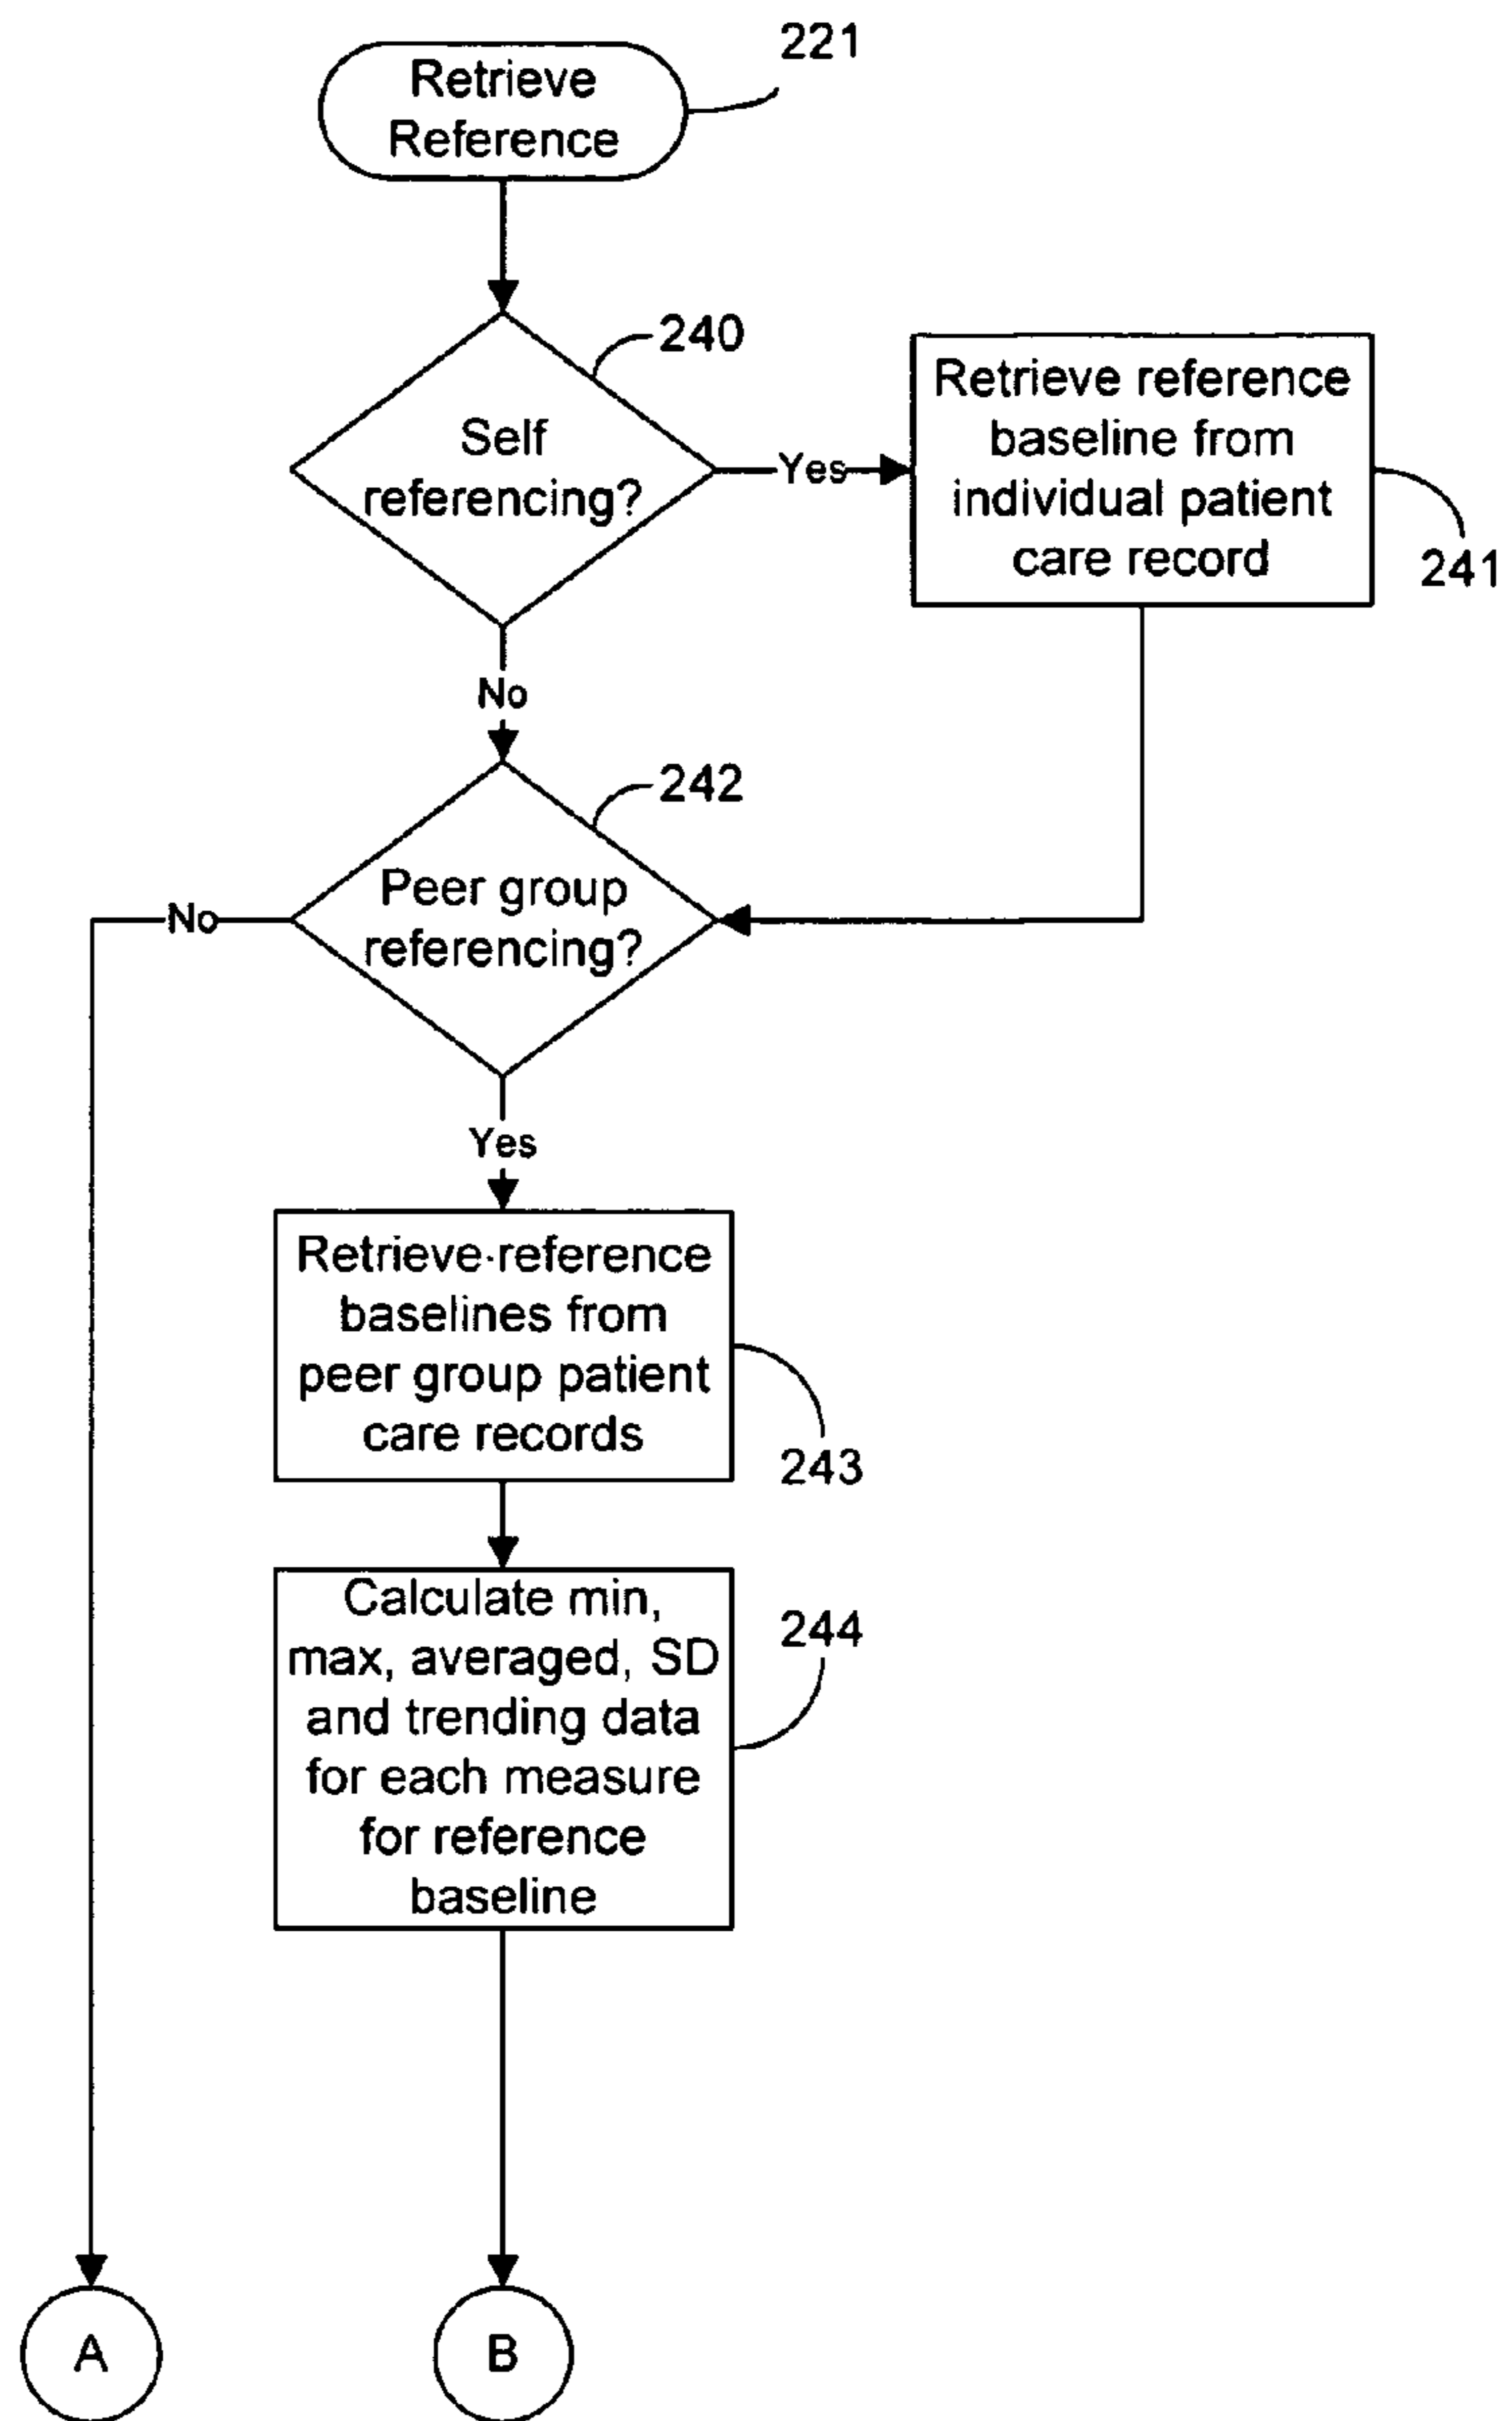 221
Retrieve
Reference
240
Self
referencing?
Yes
Retrieve reference
baseline from
individual patient
care record
241
No
242
Peer group
referencing?
No
Yes
Retrieve reference
baselines from
peer group patient
care records
243
Calculate min,
max, averaged, SD
and trending data
for each measure
for reference
baseline
244
A
B